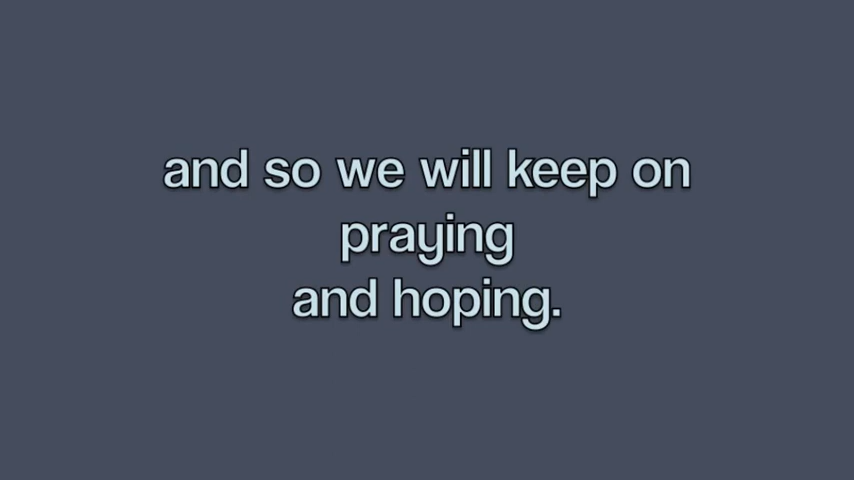 and so we will keep on
praying
and hoping.